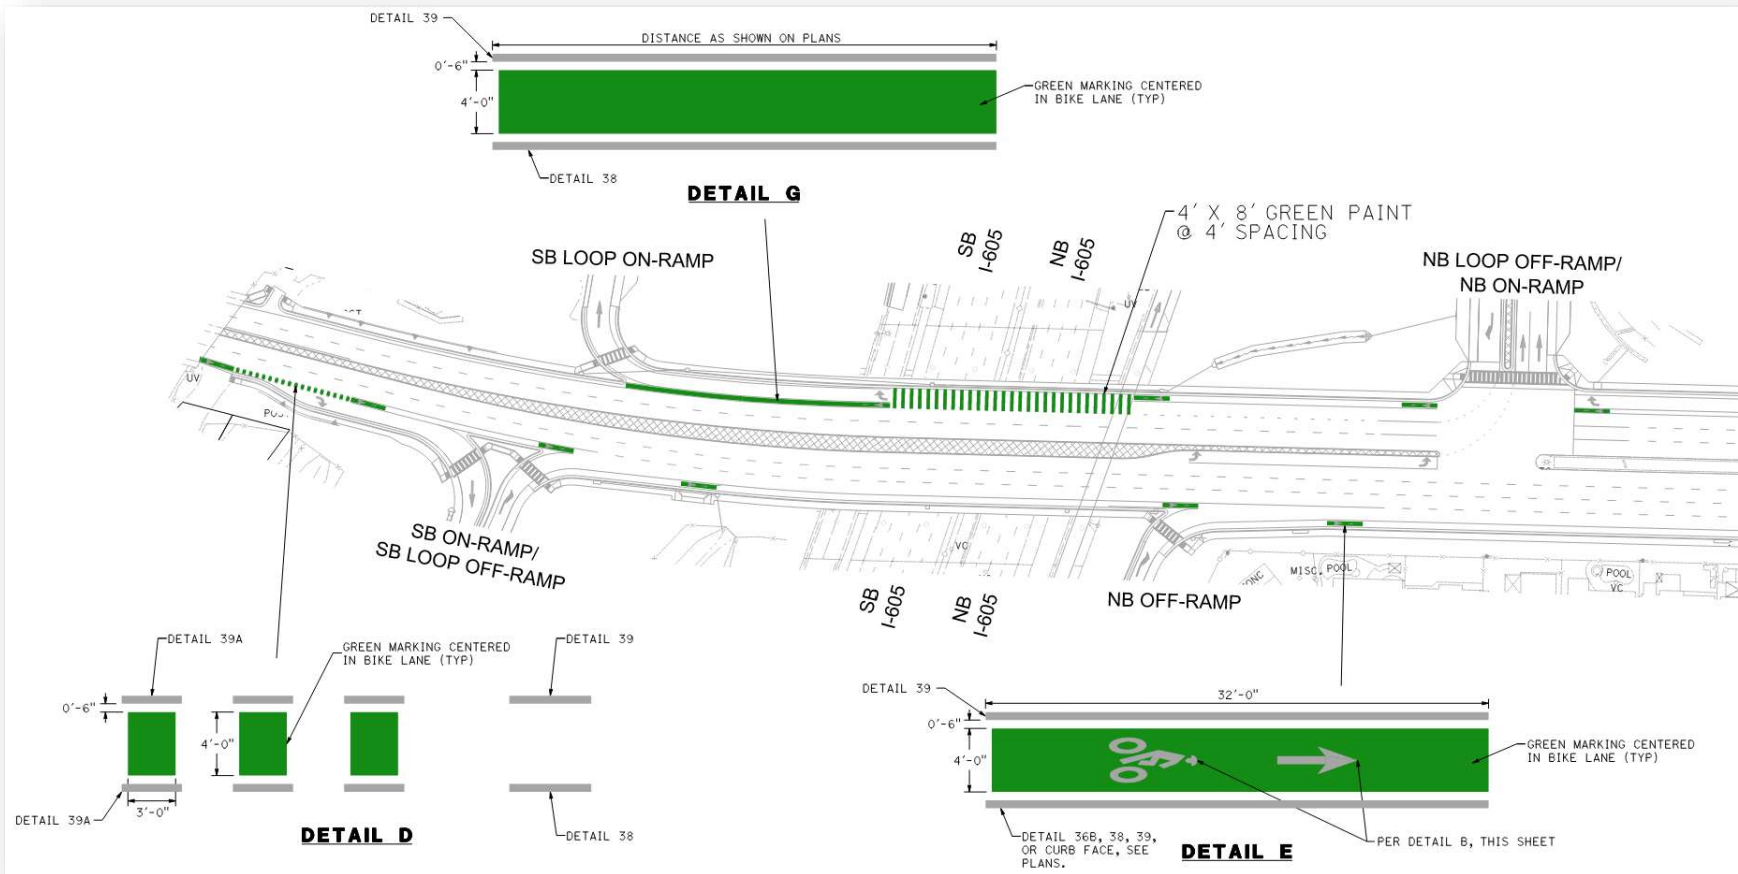 DETAIL 39
DISTANCE AS SHOWN ON PLANS
0'-6"
4'-0"
GREEN MARKING CENTERED
IN BIKE LANE (TYP)
DETAIL 38
DETAIL G
4' X 8' GREEN PAINT
@ 4' SPACING
SB LOOP ON-RAMP
SB
I-605
NB
I-605
NB LOOP OFF-RAMP/
NB ON-RAMP
UV
UV
SB ON-RAMP/
SB LOOP OFF-RAMP
VC
SB
I-605
NB
I-605
NB OFF-RAMP
MISC.
POOL
POOL
VC
DETAIL 39A
GREEN MARKING CENTERED
IN BIKE LANE (TYP)
DETAIL 39
0'-6"
4'-0"
3'-0"
DETAIL 39A
DETAIL 38
DETAIL D
DETAIL 39
32'-0"
0'-6"
4'-0"
GREEN MARKING CENTERED
IN BIKE LANE (TYP)
DETAIL 36B, 38, 39,
OR CURB FACE, SEE
PLANS.
PER DETAIL B, THIS SHEET
DETAIL E